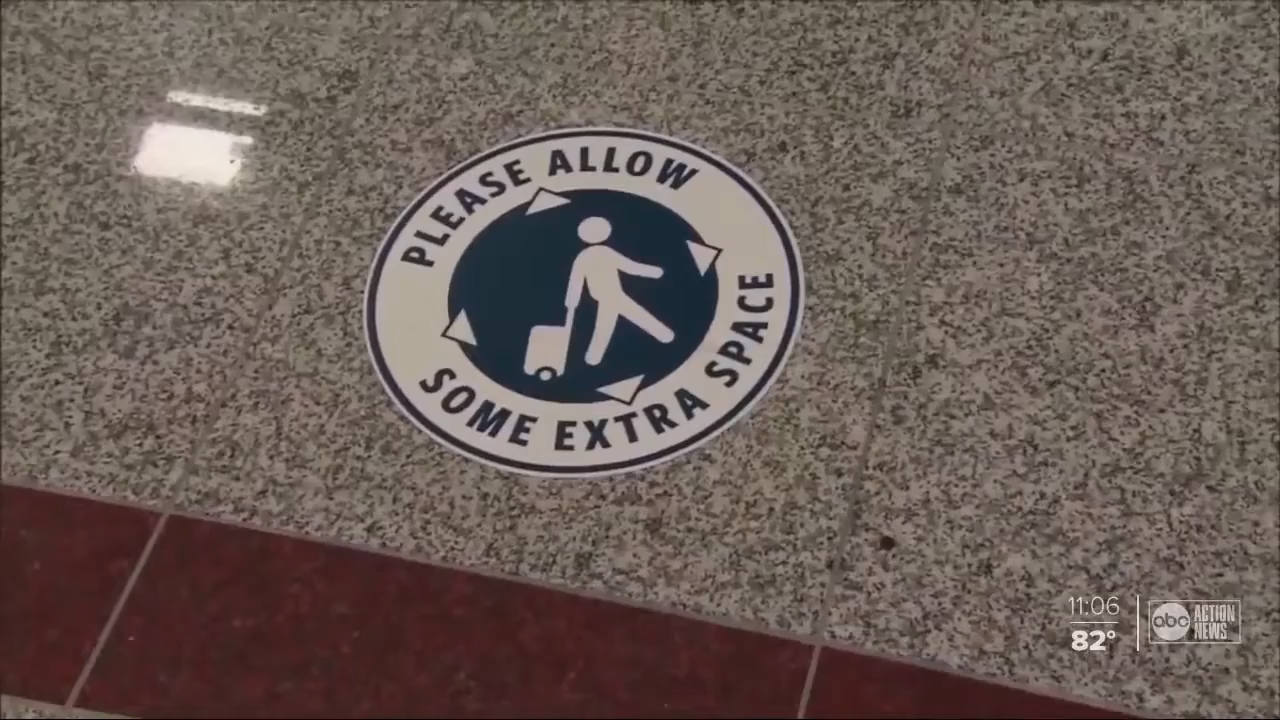 PLEASE ALLOW
SOME EXTRA SPACE
11:06
82°
abc ACTION
NEWS